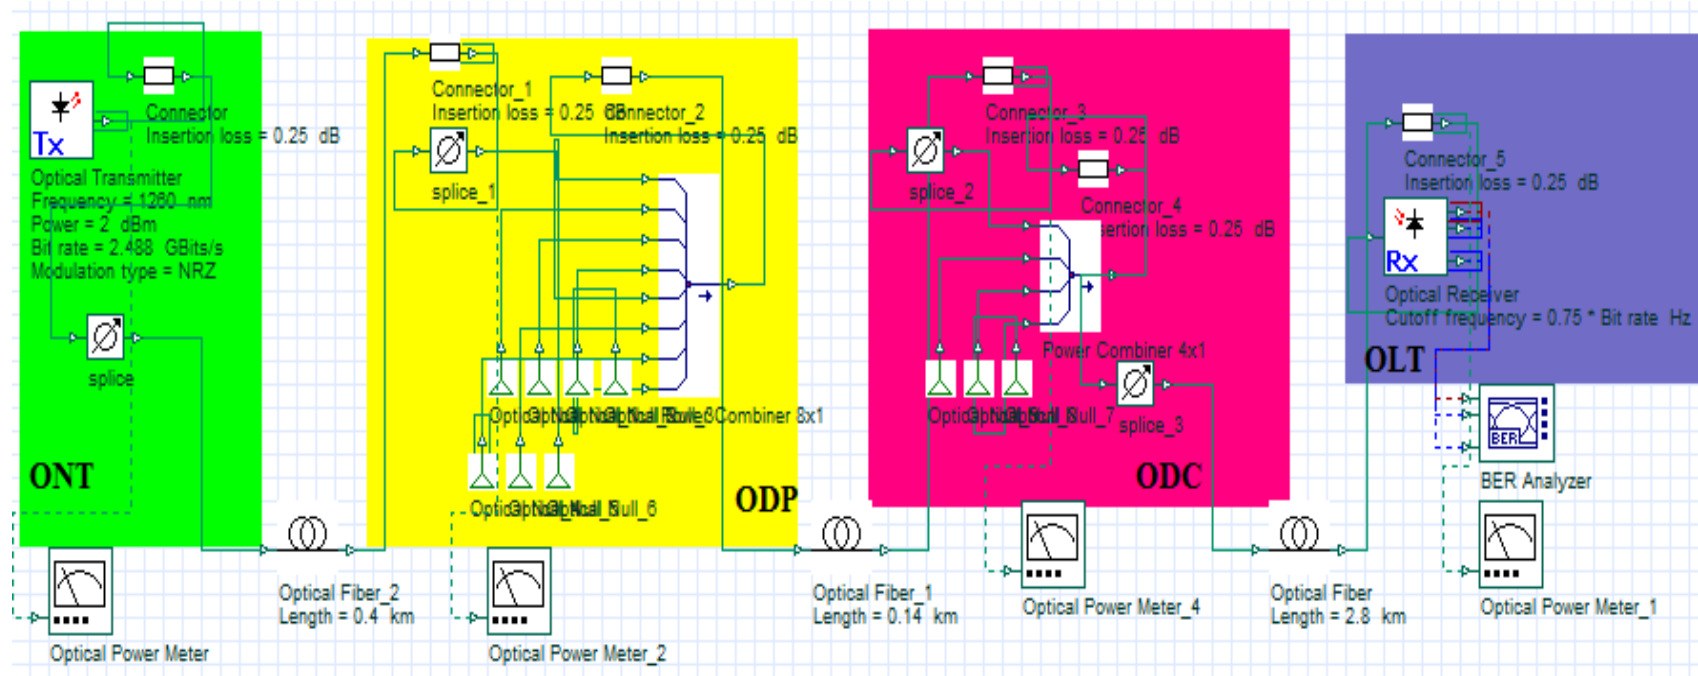 Connector
Insertion loss = 0.25 dB
Tx
Optical Transmitter
Frequency = 1260 nm
Power = 2 dBm
Bit rate = 2.488 GBits/s
Modulation type = NRZ
splice
ONT
Optical Power Meter
Optical Fiber_2
Length = 0.4 km
Connector_1
Insertion loss = 0.25 dB
Connector_2
Insertion loss = 0.25 dB
splice_1
Combiner 8x1
Null_6
ODP
Optical Power Meter_2
Optical Fiber_1
Length = 0.14 km
Connector_3
Insertion loss = 0.25 dB
splice_2
Connector_4
sertion loss = 0.25 dB
Power Combiner 4x1
Null_7
splice_3
ODC
Optical Power Meter_4
Optical Fiber
Length = 2.8 km
Connector_5
Insertion loss = 0.25 dB
Rx
Optical Receiver
Cutoff frequency = 0.75 * Bit rate Hz
OLT
BER
BER Analyzer
Optical Power Meter_1